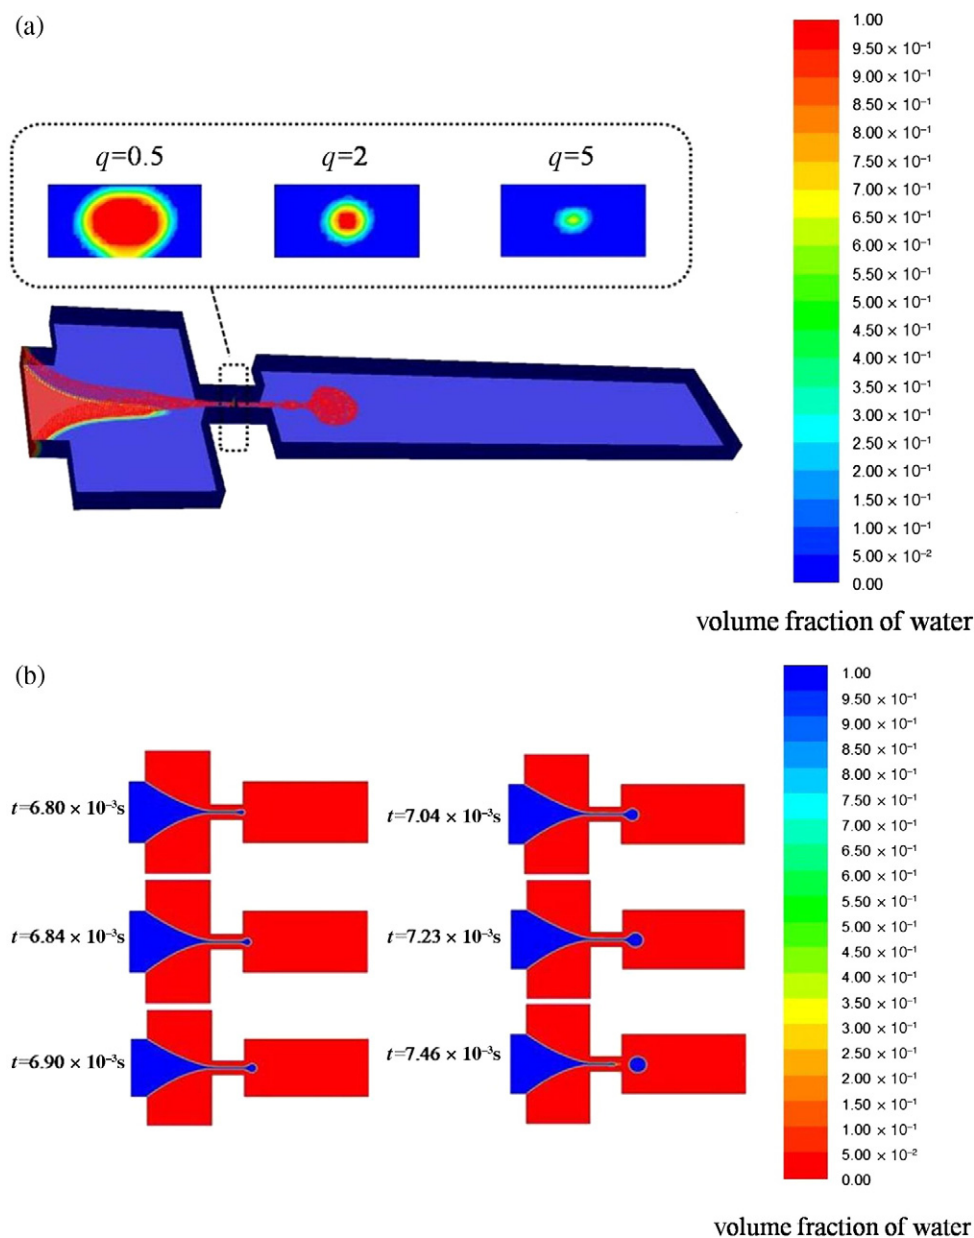 (a)
q=0.5
q=2
q=5
1.00
9.50 × 10⁻¹
9.00 × 10⁻¹
8.50 × 10⁻¹
8.00 × 10⁻¹
7.50 × 10⁻¹
7.00 × 10⁻¹
6.50 × 10⁻¹
6.00 × 10⁻¹
5.50 × 10⁻¹
5.00 × 10⁻¹
4.50 × 10⁻¹
4.00 × 10⁻¹
3.50 × 10⁻¹
3.00 × 10⁻¹
2.50 × 10⁻¹
2.00 × 10⁻¹
1.50 × 10⁻¹
1.00 × 10⁻¹
5.00 × 10⁻²
0.00
volume fraction of water
(b)
t=6.80 × 10⁻³s
t=6.84 × 10⁻³s
t=6.90 × 10⁻³s
t=7.04 × 10⁻³s
t=7.23 × 10⁻³s
t=7.46 × 10⁻³s
1.00
9.50 × 10⁻¹
9.00 × 10⁻¹
8.50 × 10⁻¹
8.00 × 10⁻¹
7.50 × 10⁻¹
7.00 × 10⁻¹
6.50 × 10⁻¹
6.00 × 10⁻¹
5.50 × 10⁻¹
5.00 × 10⁻¹
4.50 × 10⁻¹
4.00 × 10⁻¹
3.50 × 10⁻¹
3.00 × 10⁻¹
2.50 × 10⁻¹
2.00 × 10⁻¹
1.50 × 10⁻¹
1.00 × 10⁻¹
5.00 × 10⁻²
0.00
volume fraction of water